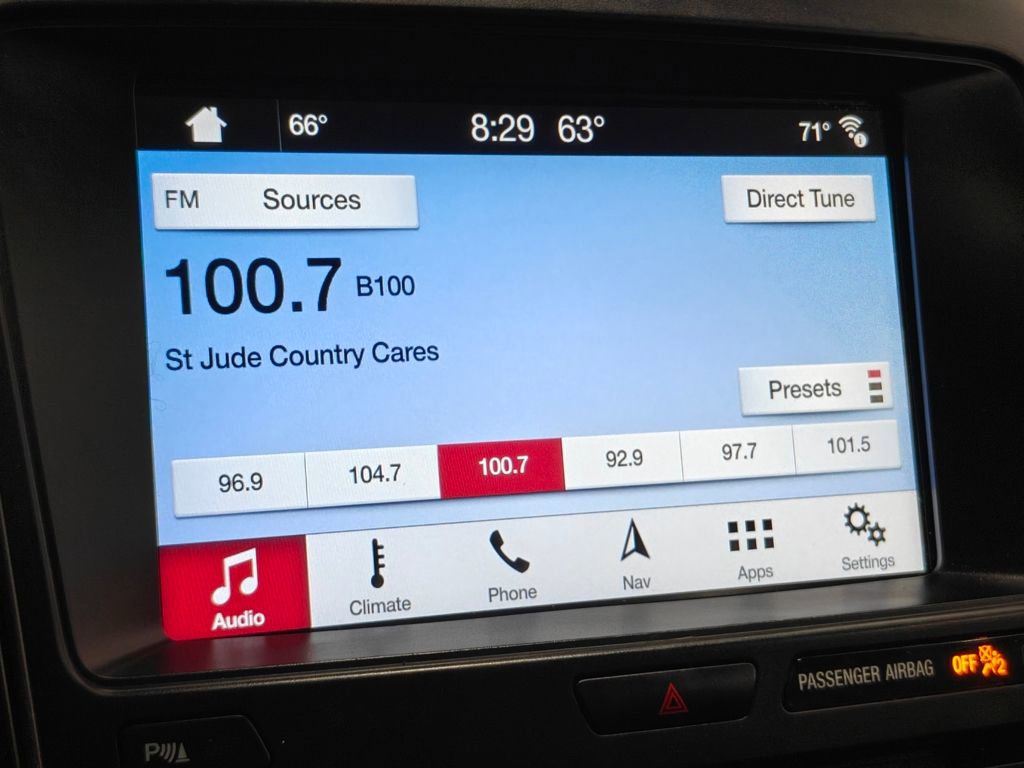 66° 8:29 63° 71°
FM Sources Direct Tune
100.7 B100
St Jude Country Cares
Presets
96.9 104.7 100.7 92.9 97.7 101.5
Audio Climate Phone Nav Apps Settings
PASSENGER AIRBAG OFF 2
P